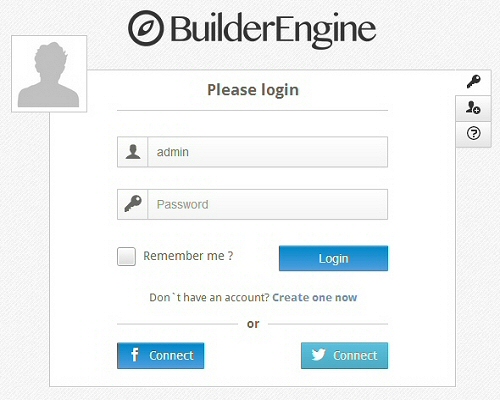 BuilderEngine
Please login
admin
Password
Remember me ?
Login
Don`t have an account? Create one now
or
Connect
Connect